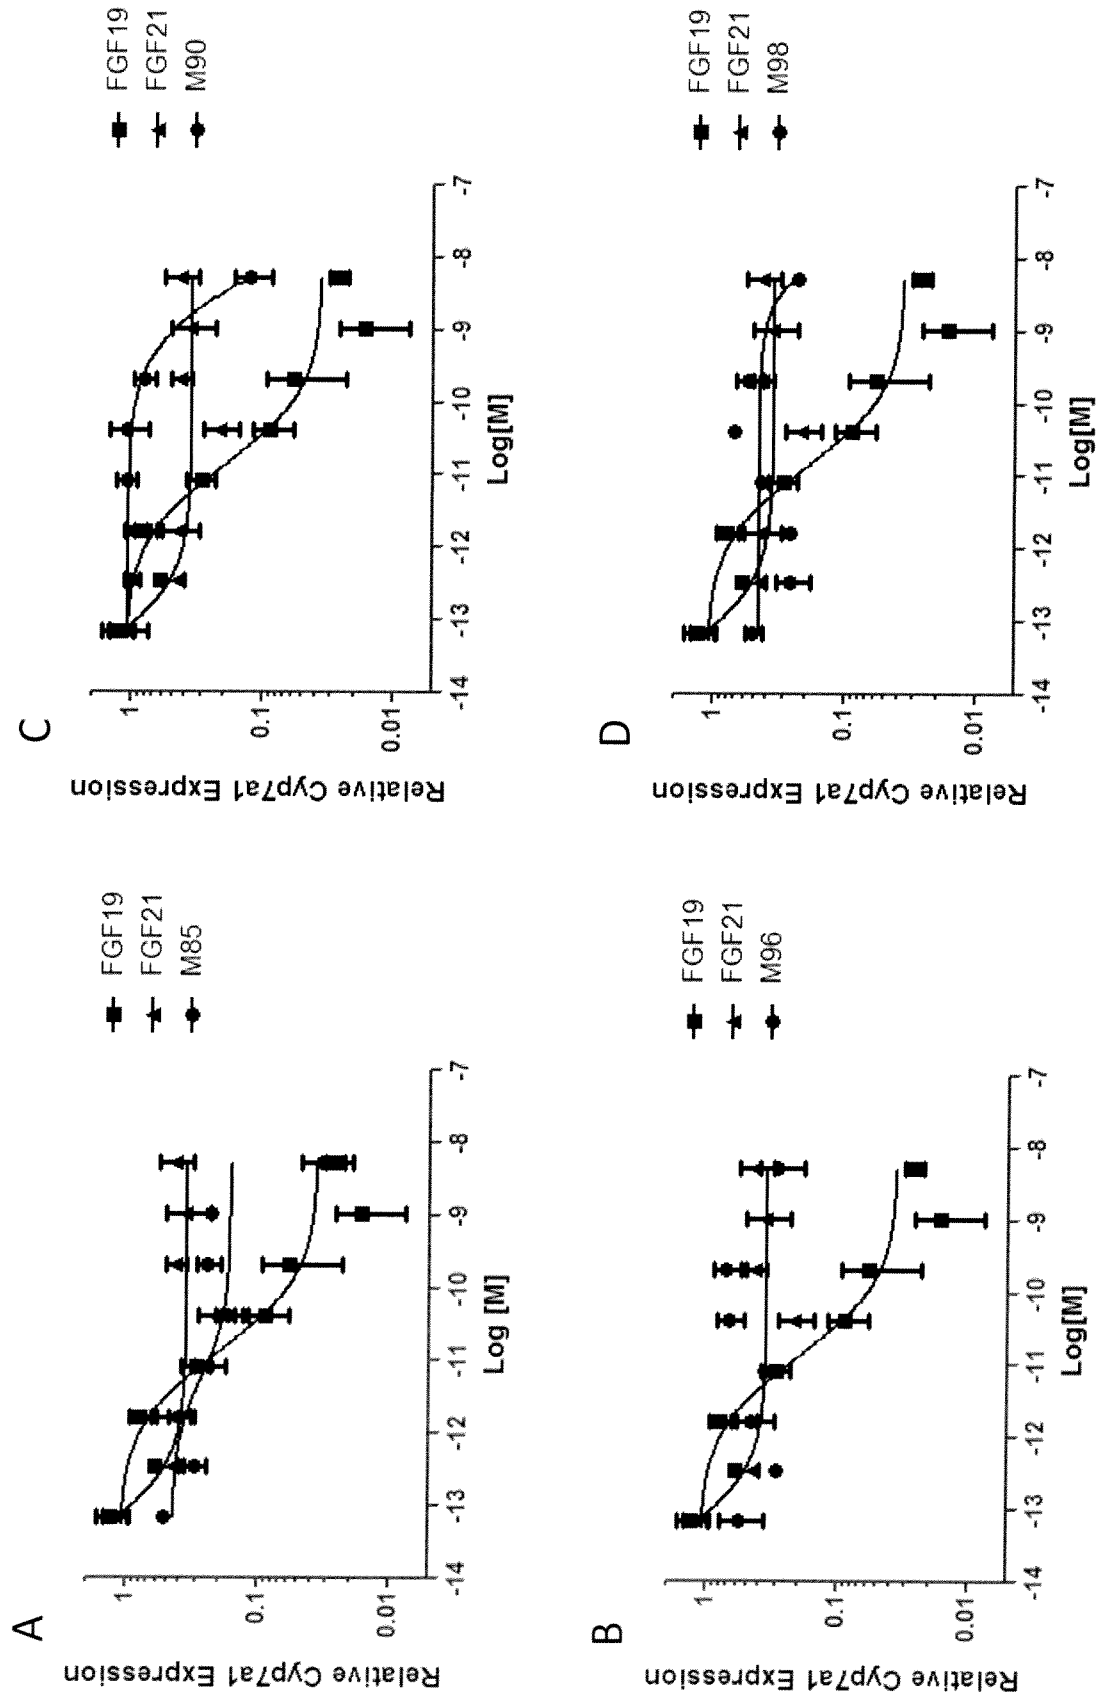 A
Relative Cyp7a1 Expression
1
0.1
0.01
-14
-13
-12
-11
-10
-9
-8
-7
Log [M]
FGF19
FGF21
M85
B
Relative Cyp7a1 Expression
1
0.1
0.01
-14
-13
-12
-11
-10
-9
-8
-7
Log[M]
FGF19
FGF21
M96
C
Relative Cyp7a1 Expression
1
0.1
0.01
-14
-13
-12
-11
-10
-9
-8
-7
Log[M]
FGF19
FGF21
M90
D
Relative Cyp7a1 Expression
1
0.1
0.01
-14
-13
-12
-11
-10
-9
-8
-7
Log[M]
FGF19
FGF21
M98